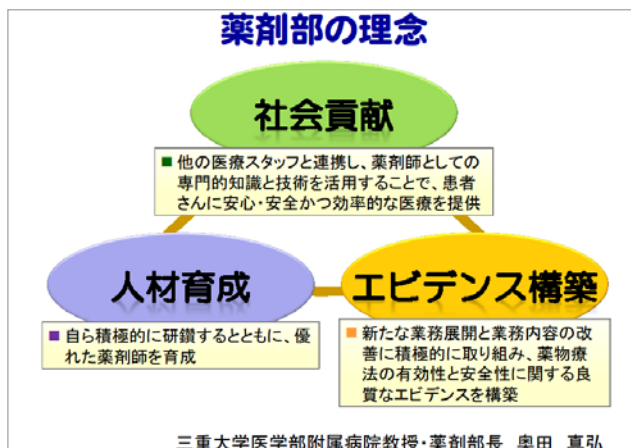 薬剤部の理念
社会貢献
■ 他の医療スタッフと連携し、薬剤師としての
専門的知識と技術を活用することで、患者
さんに安心・安全かつ効率的な医療を提供
人材育成
■ 自ら積極的に研鑽するとともに、優
れた薬剤師を育成
エビデンス構築
■ 新たな業務展開と業務内容の改
善に積極的に取り組み、薬物療
法の有効性と安全性に関する良
質なエビデンスを構築
三重大学医学部附属病院教授・薬剤部長 奥田 真弘